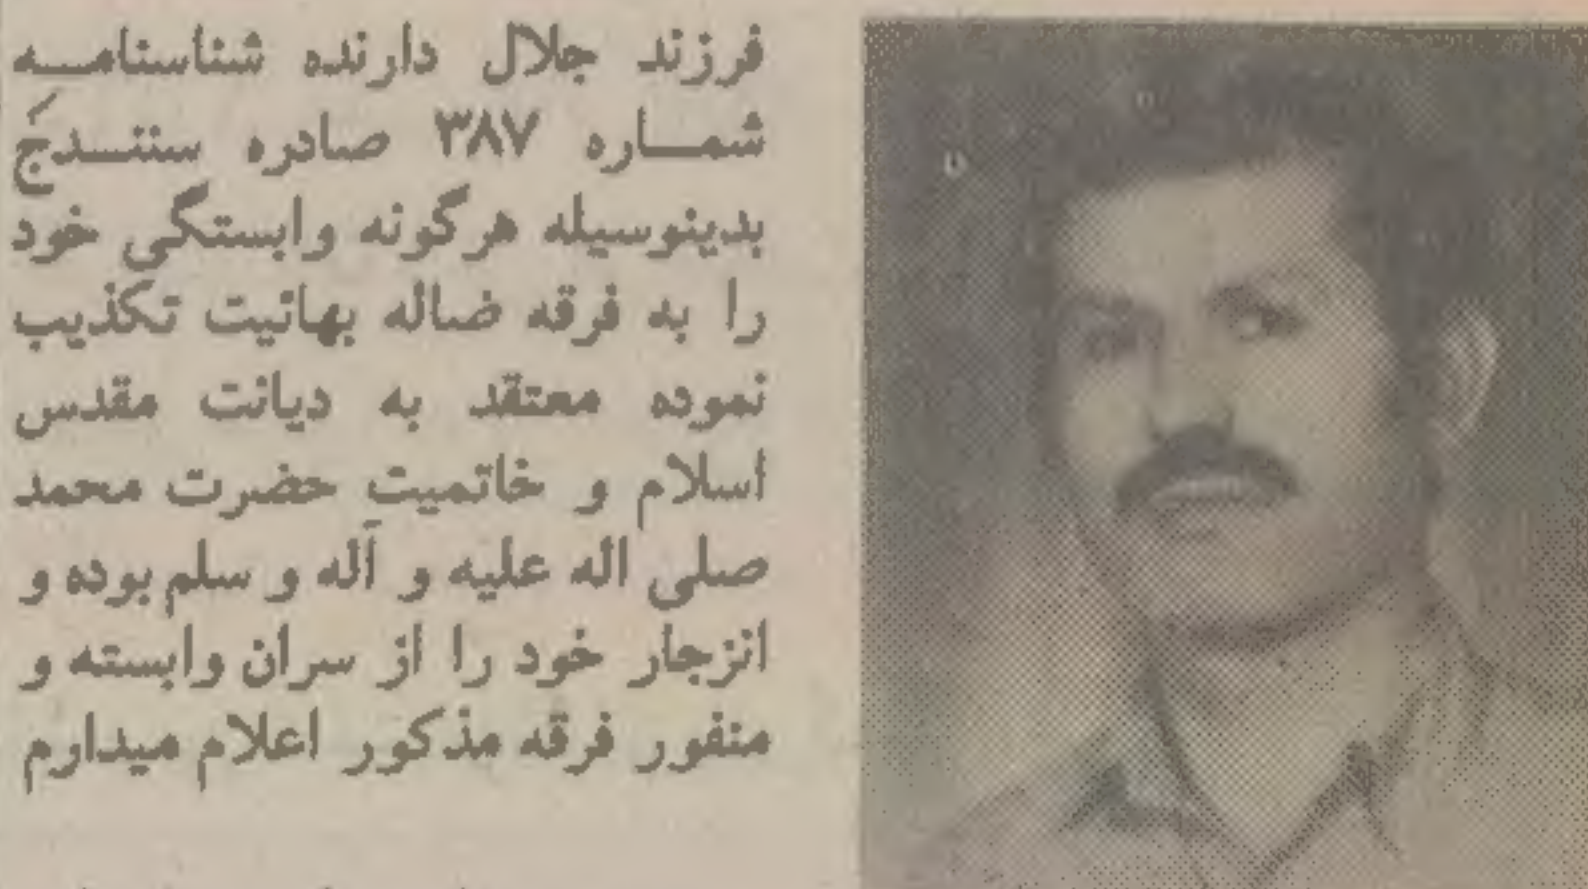 فرزند جلال دارنده شناسنامه
شماره ۳۸۷ صادره سنندج
بدینوسیله هرگونه وابستگی خود
را به فرقه ضاله بهائیت تکذیب
نموده معتقد به دیانت مقدس
اسلام و خاتمیت حضرت محمد
صلی اله علیه و آله و سلم بوده و
انزجار خود را از سران وابسته و
منفور فرقه مذکور اعلام میدارم